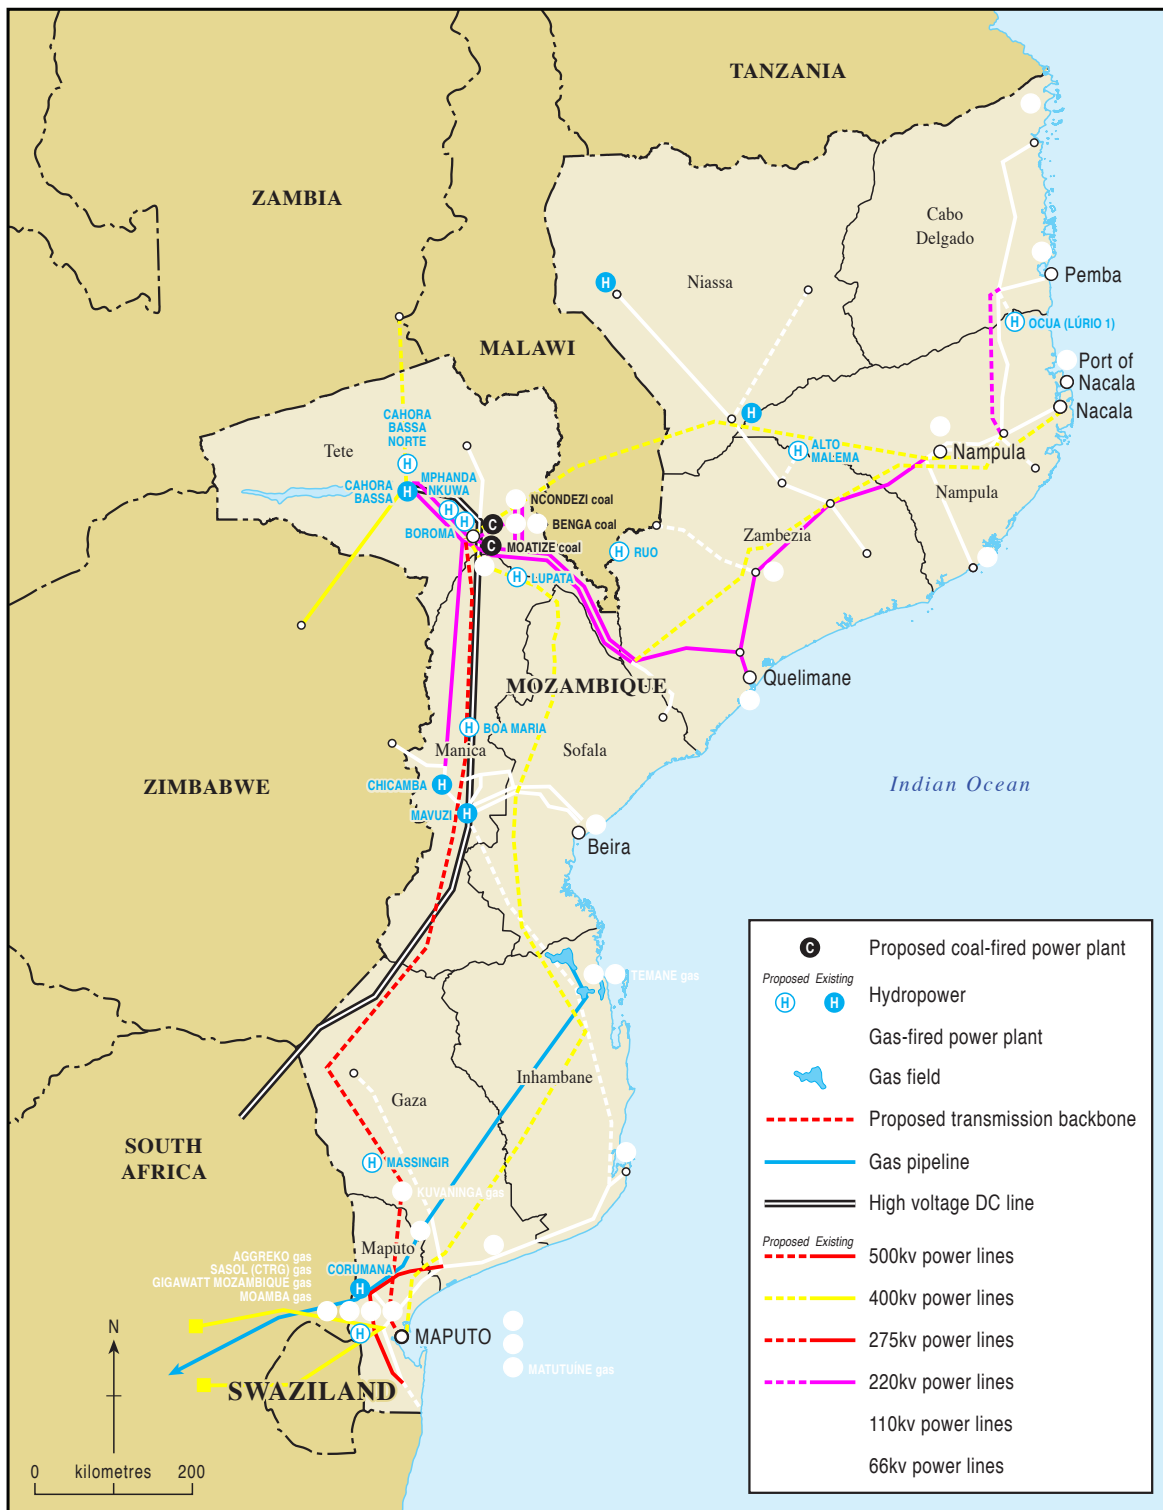 TANZANIA
ZAMBIA
Cabo
Delgado
Niassa
Pemba
OCUA (LÚRIO 1)
MALAWI
Port of
Nacala
Nacala
CAHORA
BASSA
NORTE
Tete
ALTO
MALEMA
Nampula
MPHANDA
NKUWA
CAHORA
BASSA
Nampula
NCONDEZI coal
BENGA coal
BOROMA
MOATIZE coal
Zambezia
RUO
LUPATA
Quelimane
MOZAMBIQUE
BOA MARIA
Manica
Sofala
ZIMBABWE
CHICAMBA
Indian Ocean
MAVUZI
Beira
TEMANE gas
Inhambane
Gaza
SOUTH
AFRICA
MASSINGIR
KUVANINGA gas
Maputo
AGGREKO gas
SASOL (CTRG) gas
GIGAWATT MOZAMBIQUE gas
MOAMBA gas
CORUMANA
MAPUTO
MATUTUÍNE gas
SWAZILAND
N
0 kilometres 200
C Proposed coal-fired power plant
Proposed Existing
H H Hydropower
Gas-fired power plant
Gas field
Proposed transmission backbone
Gas pipeline
High voltage DC line
Proposed Existing
500kv power lines
400kv power lines
275kv power lines
220kv power lines
110kv power lines
66kv power lines